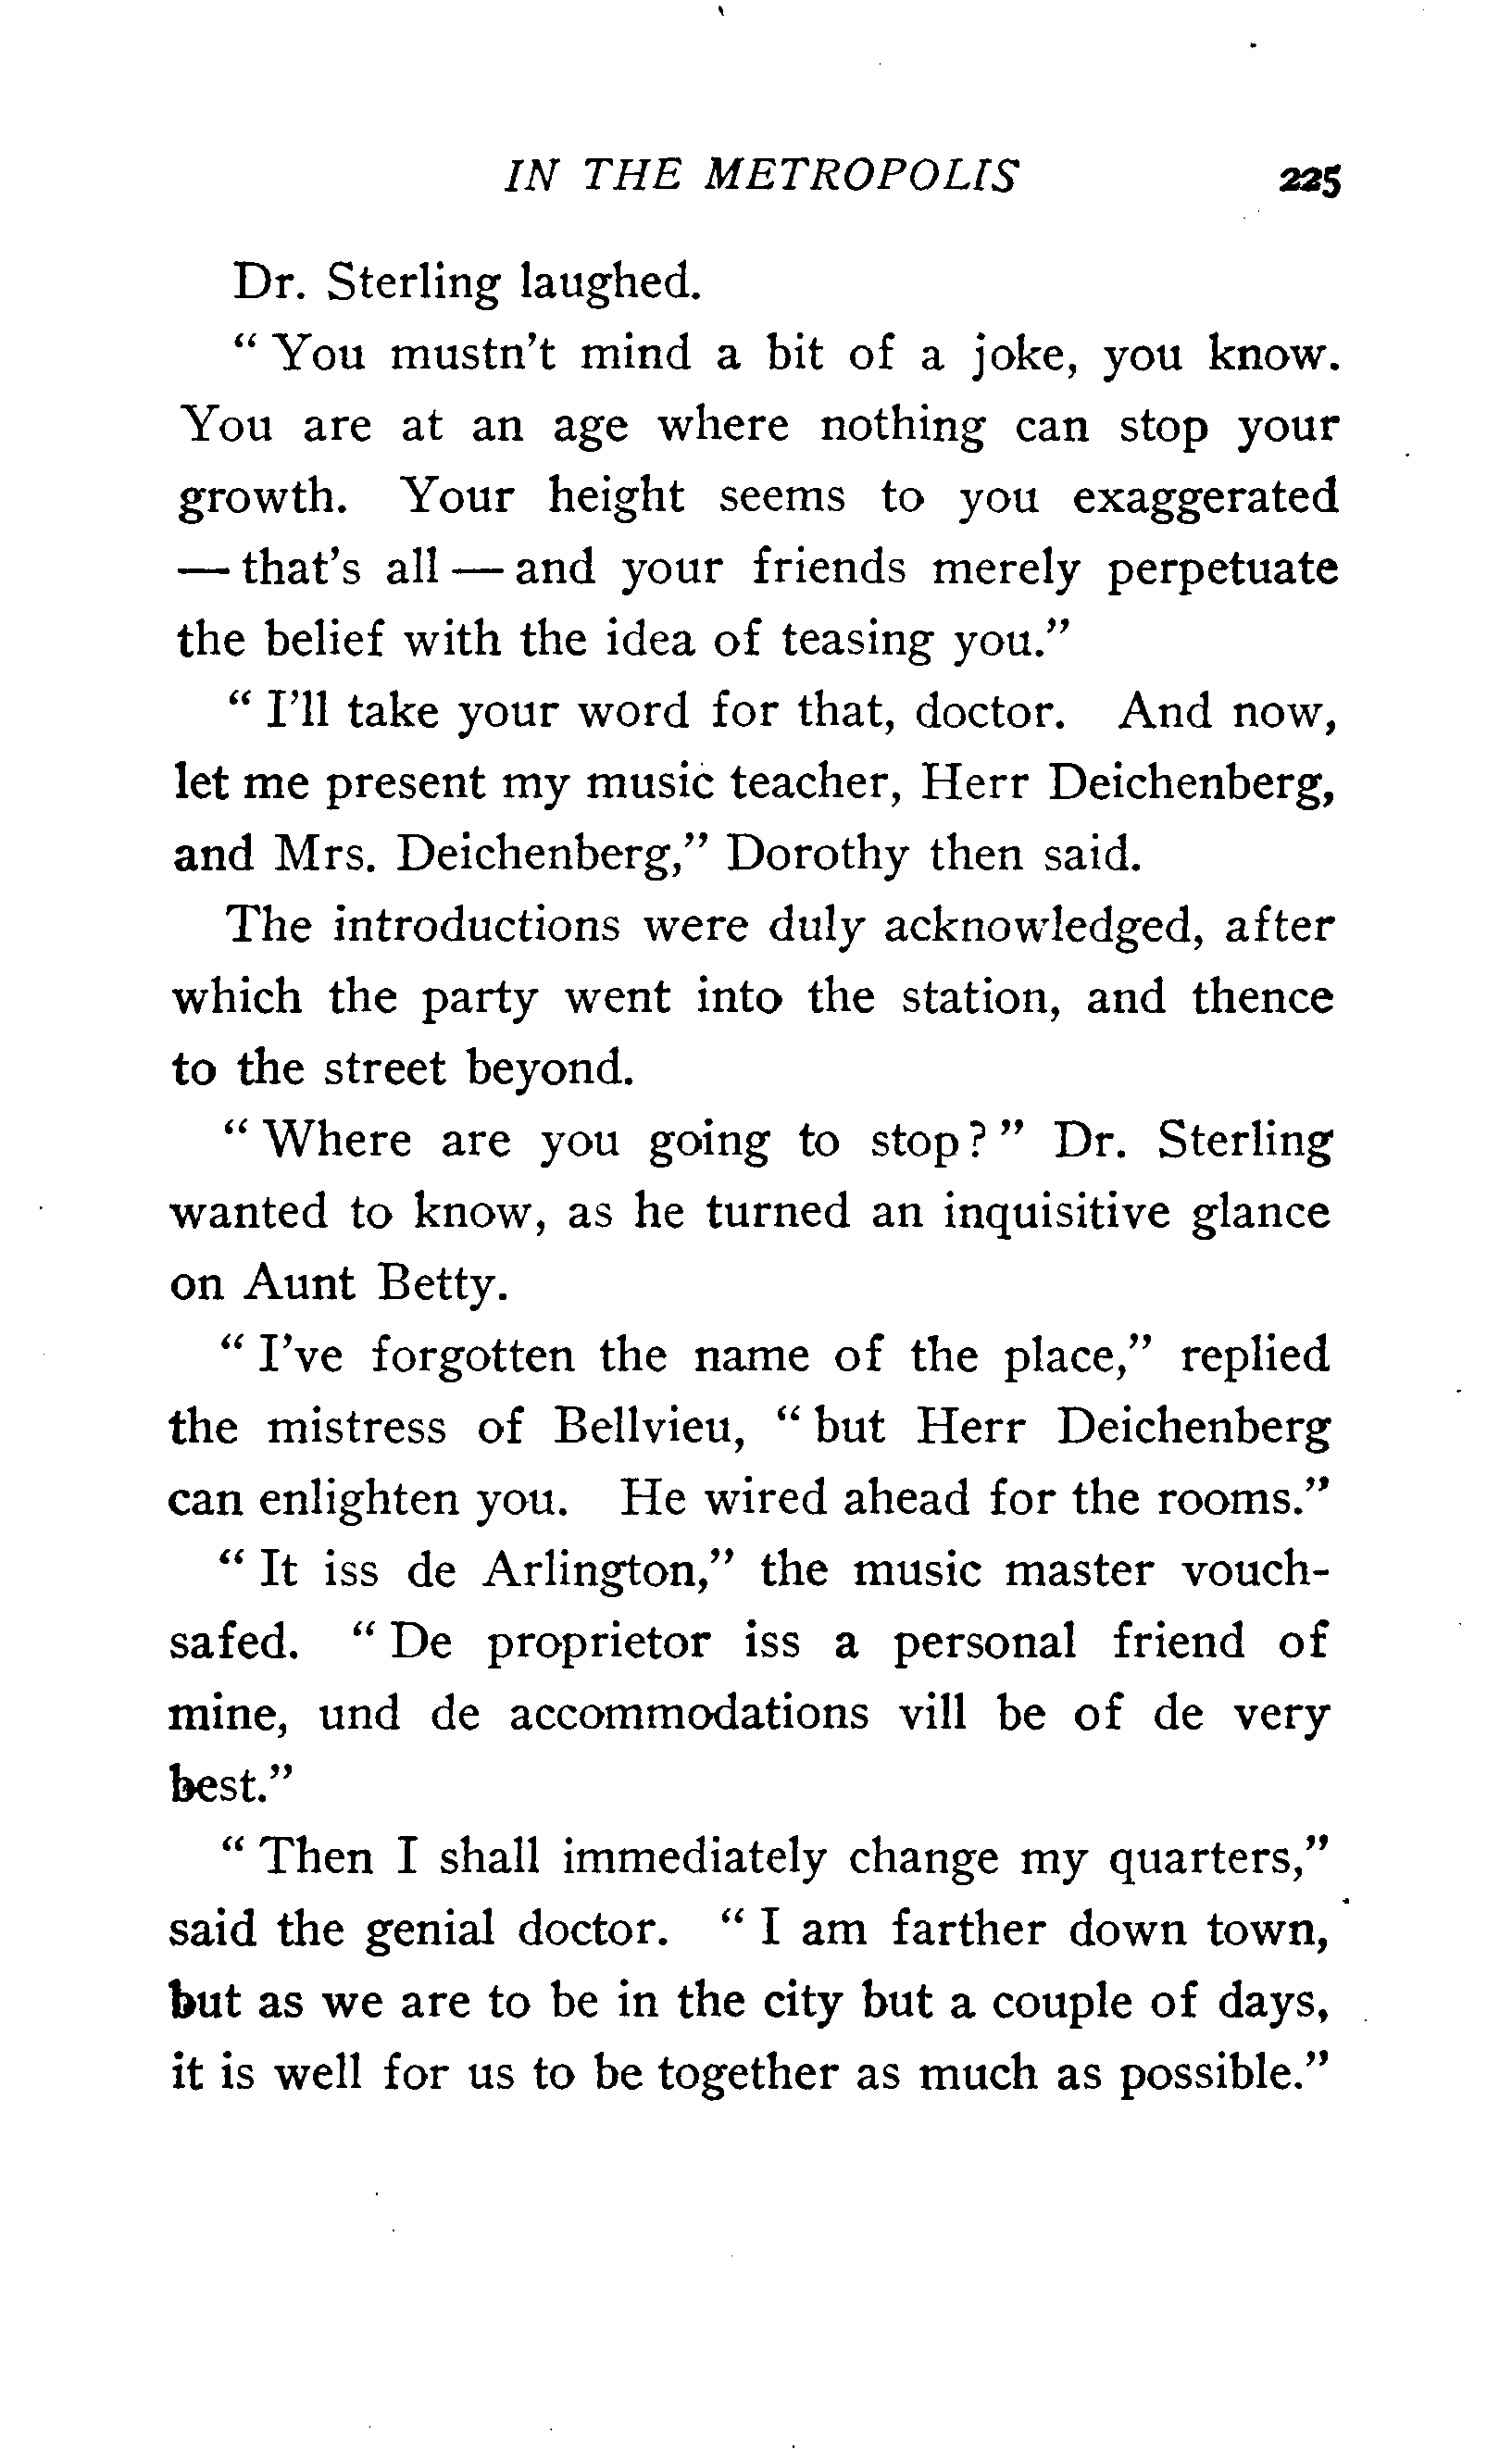 IN THE METROPOLIS 225
Dr. Sterling laughed.
“ You mustn’t mind a bit of a joke, you know.
You are at an age where nothing can stop your
growth. Your height seems to you exaggerated
— that’s all — and your friends merely perpetuate
the belief with the idea of teasing you.”
“ I’ll take your word for that, doctor. And now,
let me present my music teacher, Herr Deichenberg,
and Mrs. Deichenberg,” Dorothy then said.
The introductions were duly acknowledged, after
which the party went into the station, and thence
to the street beyond.
“ Where are you going to stop? ” Dr. Sterling
wanted to know, as he turned an inquisitive glance
on Aunt Betty.
“ I’ve forgotten the name of the place,” replied
the mistress of Bellvieu, “ but Herr Deichenberg
can enlighten you. He wired ahead for the rooms.”
“ It iss de Arlington,” the music master vouch-
safed. “ De proprietor iss a personal friend of
mine, und de accommodations vill be of de very
best.”
“ Then I shall immediately change my quarters,”
said the genial doctor. “ I am farther down town,
but as we are to be in the city but a couple of days,
it is well for us to be together as much as possible.”